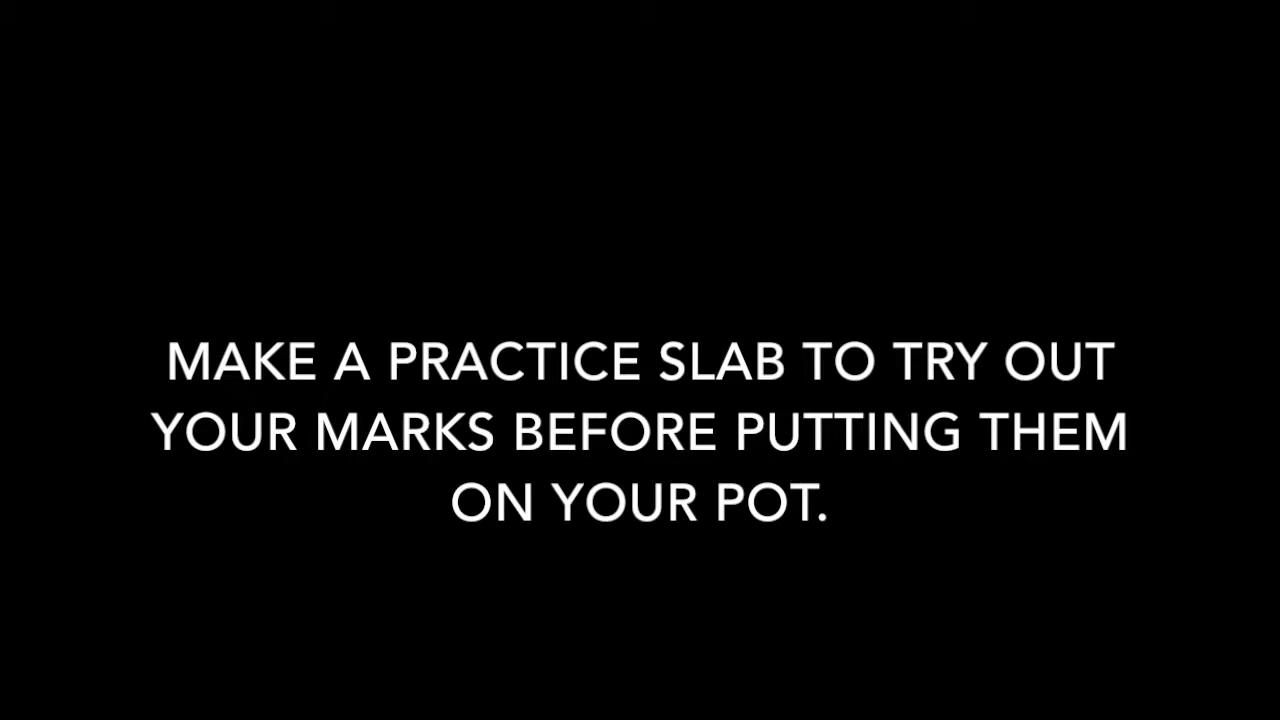 MAKE A PRACTICE SLAB TO TRY OUT
YOUR MARKS BEFORE PUTTING THEM
ON YOUR POT.